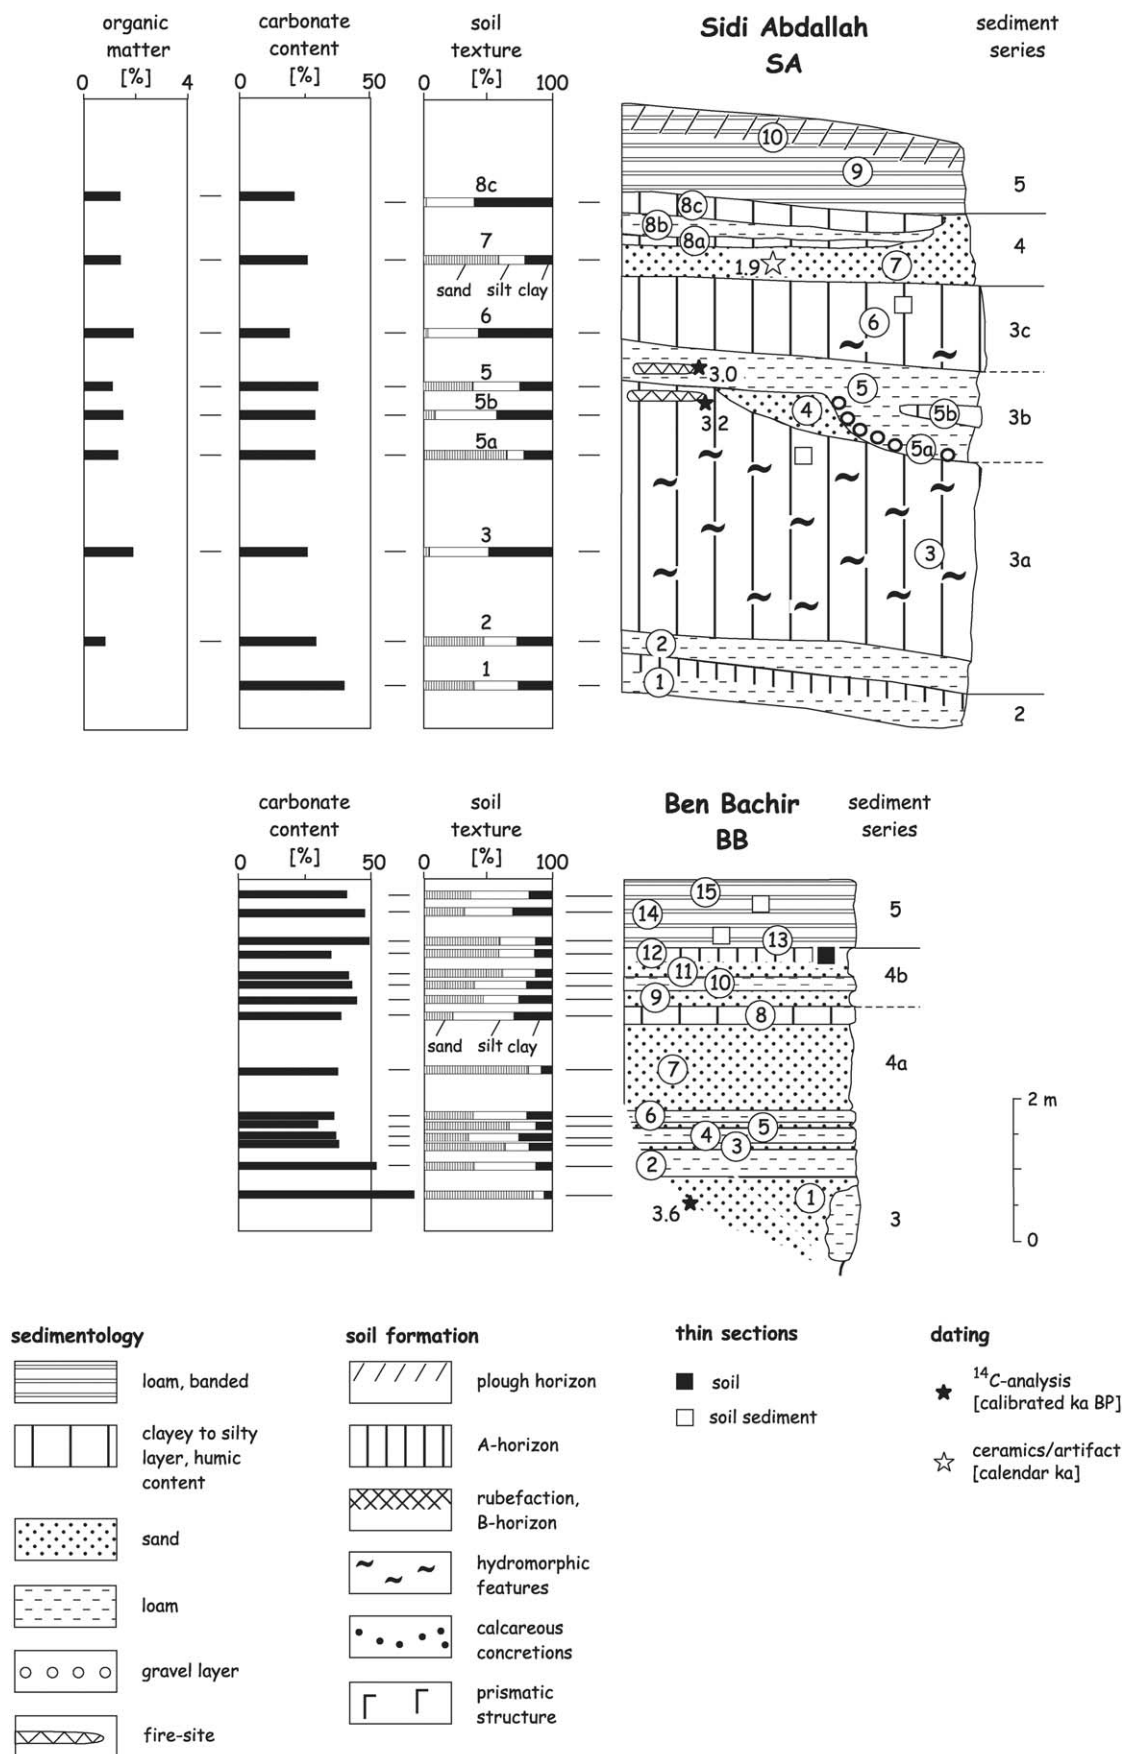 organic
matter
[%]
0 4
carbonate
content
[%]
0 50
soil
texture
[%]
0 100
Sidi Abdallah
SA
sediment
series
8c
7
sand silt clay
6
5
5b
5a
3
2
1
10
9
8c
8b
8a
7
1.9
6
3.0
5
5b
4
3.2
5a
3
2
1
5
4
3c
3b
3a
2
carbonate
content
[%]
0 50
soil
texture
[%]
0 100
Ben Bachir
BB
sediment
series
sand silt clay
15
14
13
12
11
10
9
8
7
6
5
4
3
2
1
3.6
5
4b
4a
3
2 m
0
sedimentology
loam, banded
clayey to silty
layer, humic
content
sand
loam
gravel layer
fire-site
soil formation
plough horizon
A-horizon
rubefaction,
B-horizon
hydromorphic
features
calcareous
concretions
prismatic
structure
thin sections
soil
soil sediment
dating
14C-analysis
[calibrated ka BP]
ceramics/artifact
[calendar ka]